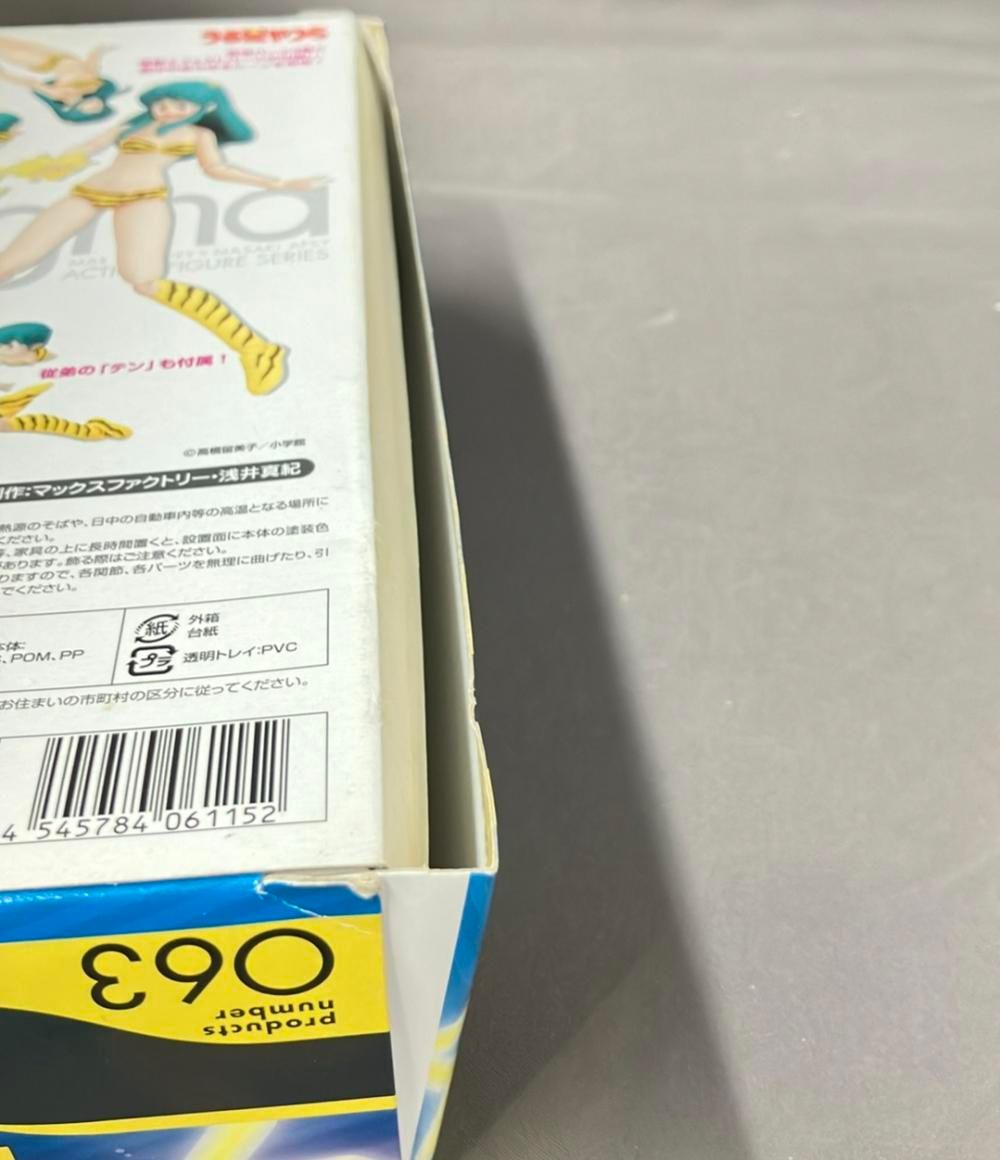 うる星やつら
figma
ACTION FIGURE SERIES
従弟の「テン」も付属！
©高橋留美子／小学館
制作：マックスファクトリー・浅井真紀
熱源のそばや、日中の自動車内等の高温となる場所に
ください。
、家具の上に長時間置くと、設置面に本体の塗装色
があります。飾る際はご注意ください。
りますので、各関節、各パーツを無理に曲げたり、引
でください。
本体:
、POM、PP
紙
外箱
台紙
プラ
透明トレイ:PVC
お住まいの市町村の区分に従ってください。
4 545784 061152
063
products
number